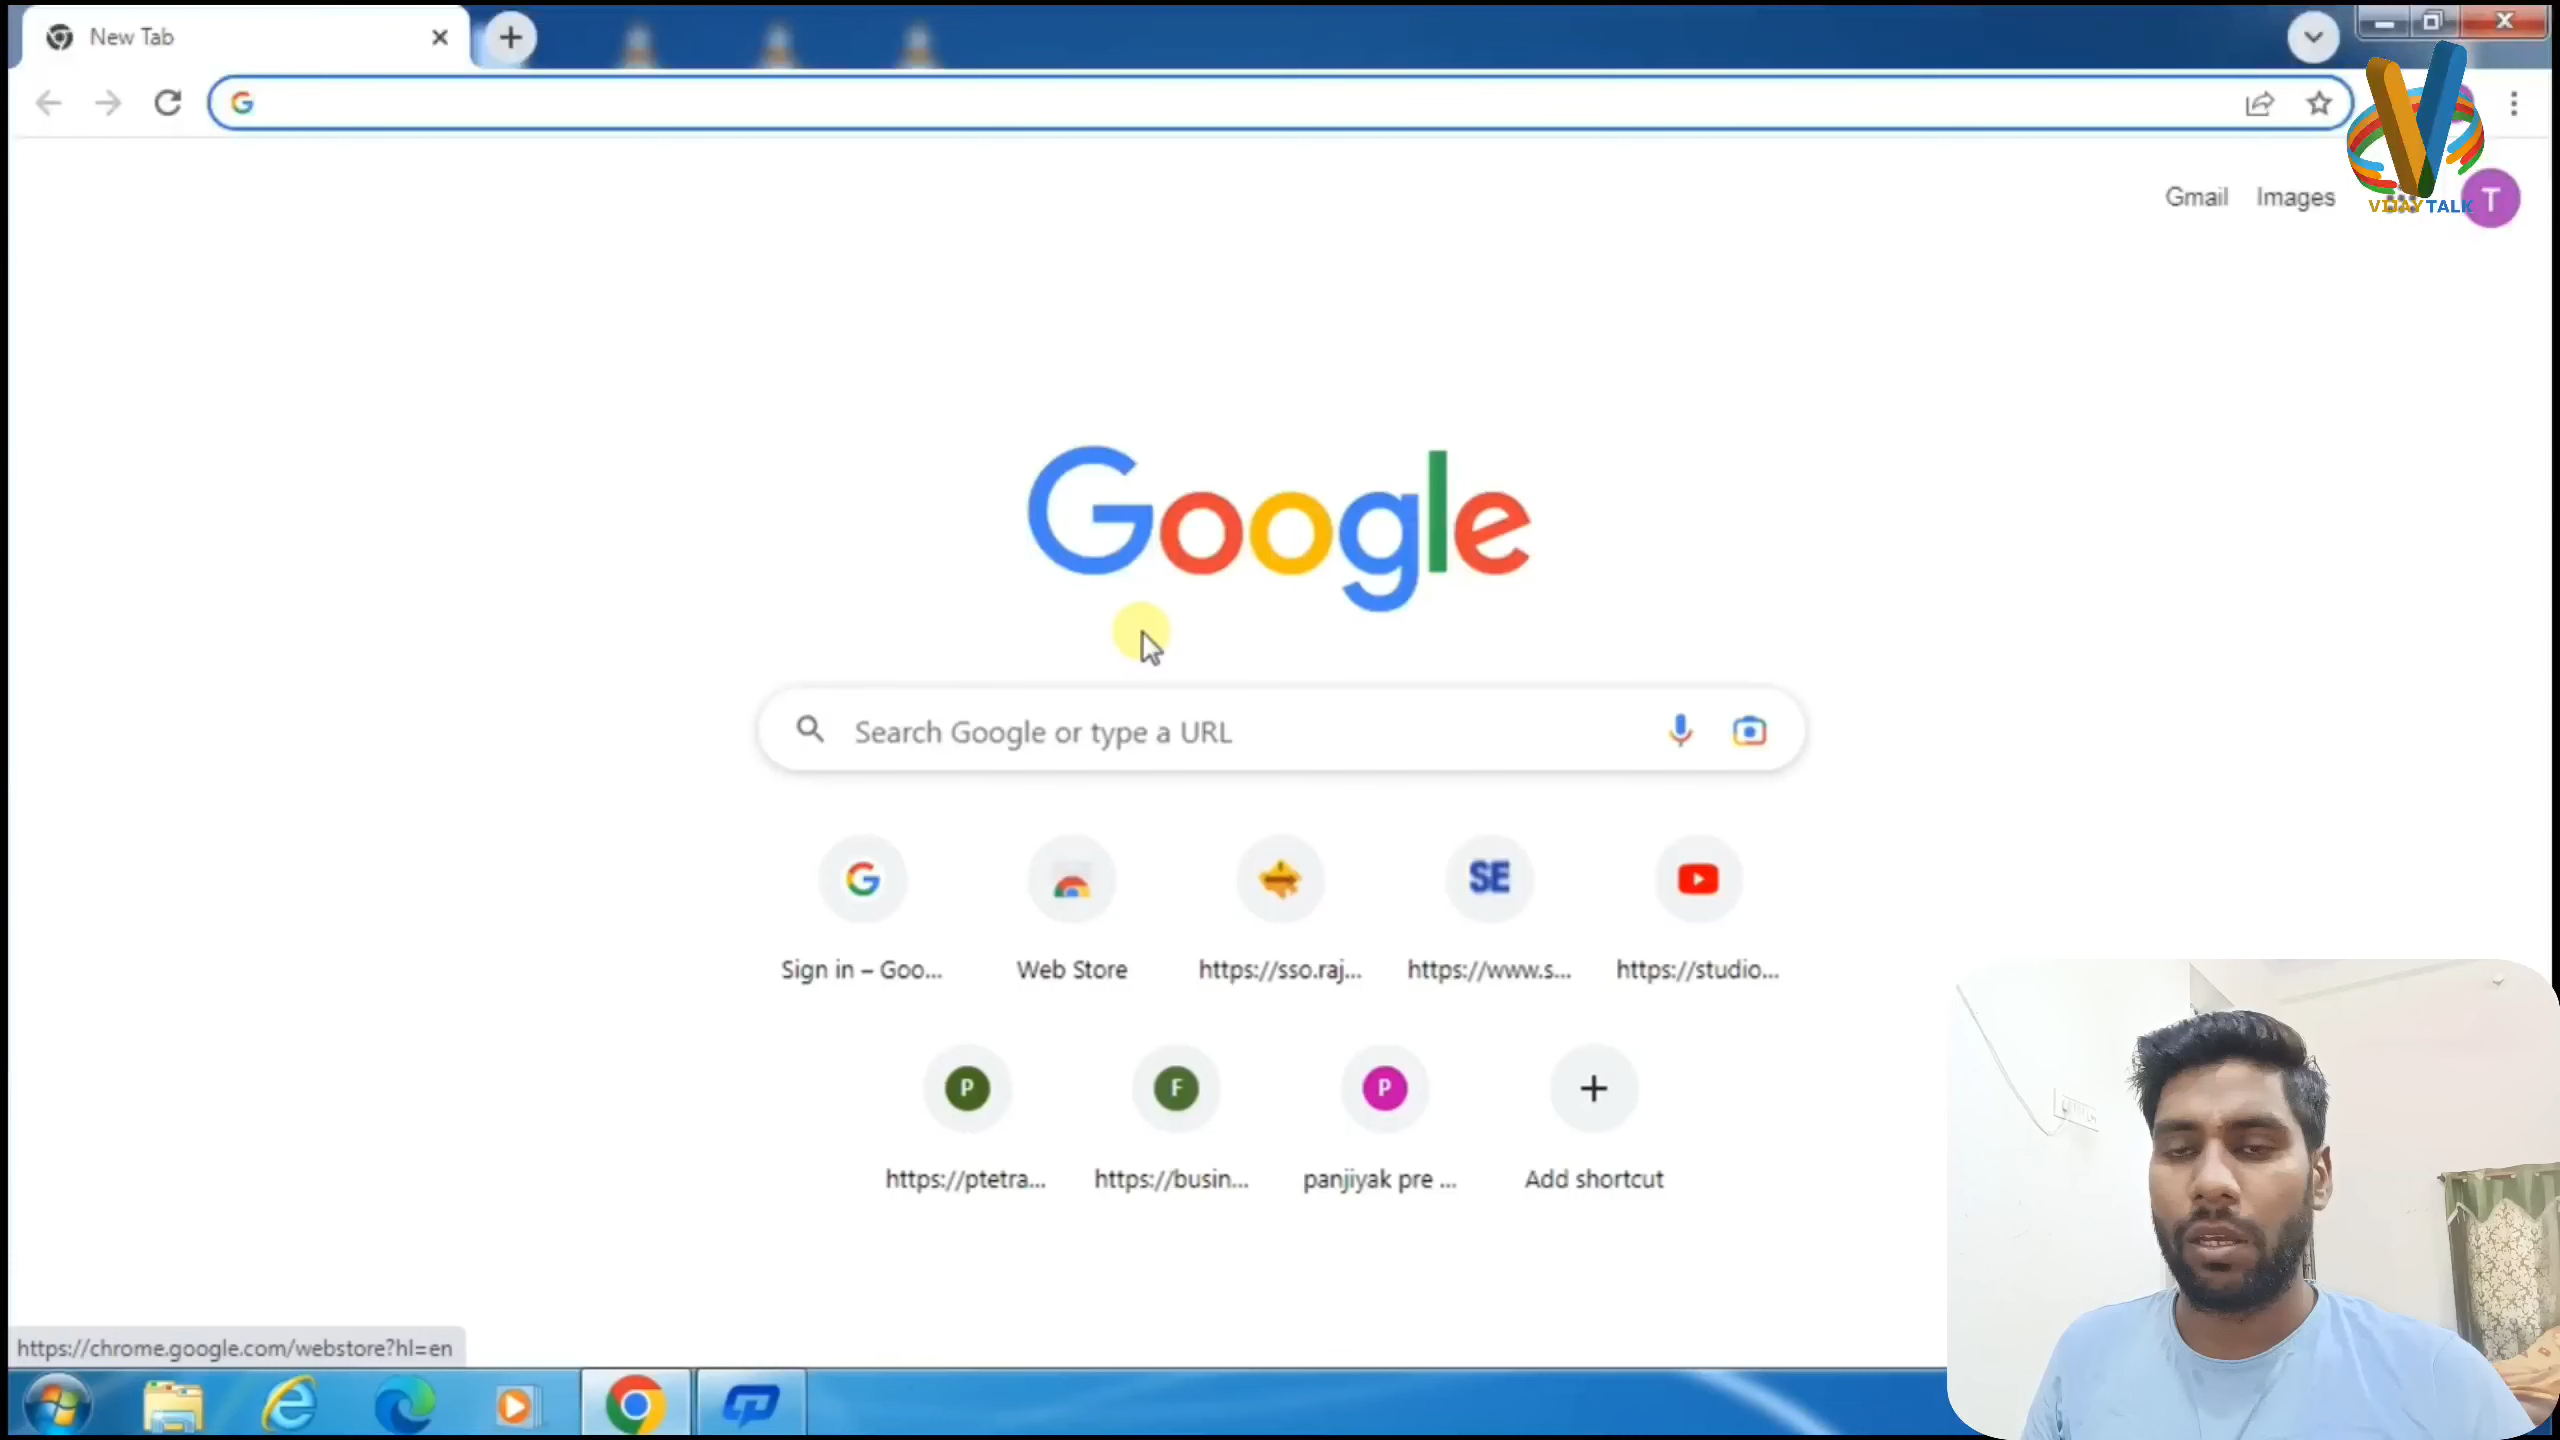 New Tab
Gmail Images
VIJAYTALK
T
Google
Search Google or type a URL
SE
Sign in – Goo... Web Store https://sso.raj... https://www.s... https://studio...
P F P
https://ptetra... https://busin... panjiyak pre ... Add shortcut
https://chrome.google.com/webstore?hl=en